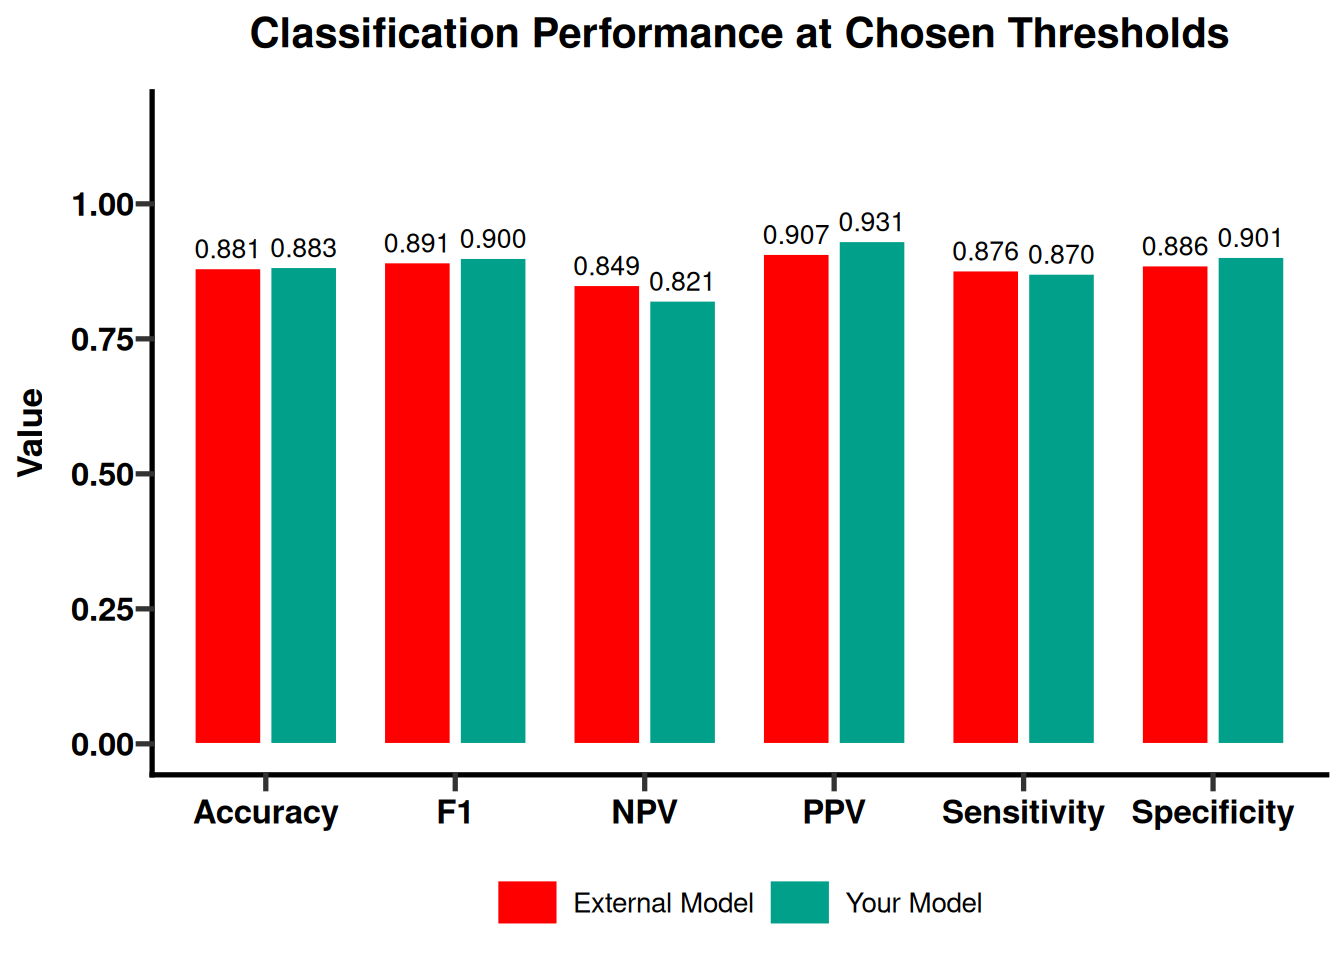 Classification Performance at Chosen Thresholds
Value
1.00
0.75
0.50
0.25
0.00
0.881 0.883
0.891 0.900
0.849 0.821
0.907 0.931
0.876 0.870
0.886 0.901
Accuracy F1 NPV PPV Sensitivity Specificity
External Model Your Model